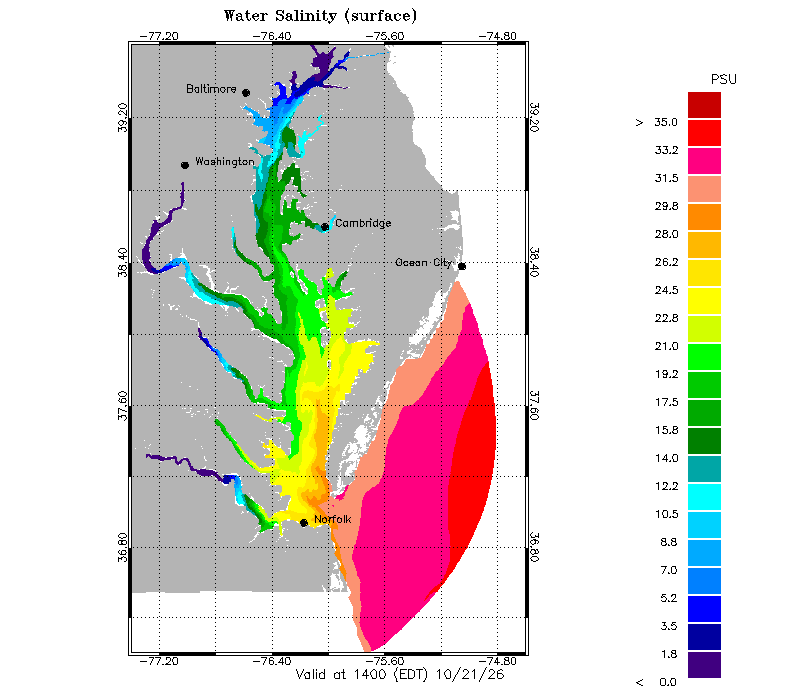 Water Salinity (surface)
−77.20 −76.40 −75.60 −74.80
PSU
Baltimore
> 35.0
39.20 39.20
33.2
Washington
31.5
29.8
Cambridge
28.0
Ocean City
38.40 38.40
26.2
24.5
22.8
21.0
19.2
37.60 37.60
17.5
15.8
14.0
12.2
10.5
Norfolk
8.8
36.80 36.80
7.0
5.2
3.5
1.8
−77.20 −76.40 −75.60 −74.80
Valid at 1400 (EDT) 10/21/26
< 0.0